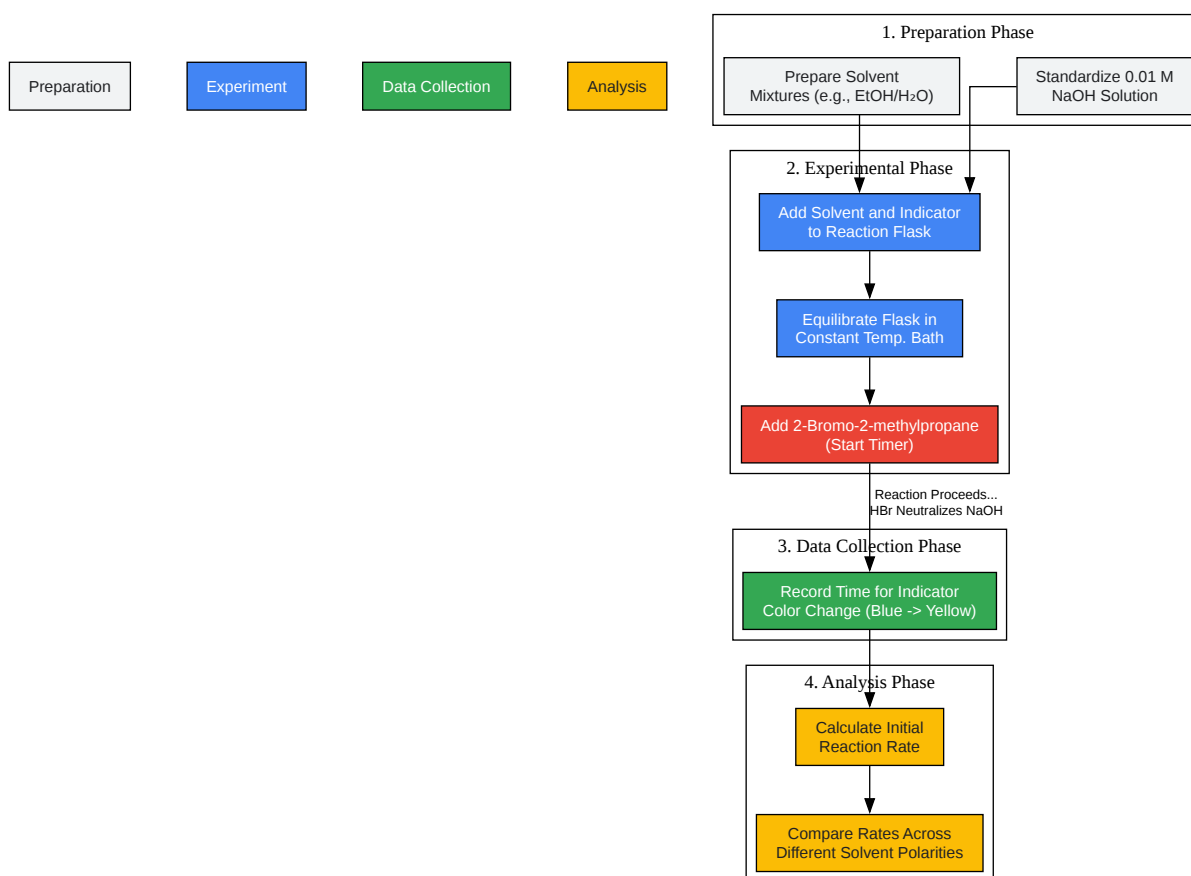 1. Preparation Phase
Preparation
Experiment
Data Collection
Analysis
Prepare Solvent
Mixtures (e.g., EtOH/H₂O)
Standardize 0.01 M
NaOH Solution
2. Experimental Phase
Add Solvent and Indicator
to Reaction Flask
Equilibrate Flask in
Constant Temp. Bath
Add 2-Bromo-2-methylpropane
(Start Timer)
Reaction Proceeds...
HBr Neutralizes NaOH
3. Data Collection Phase
Record Time for Indicator
Color Change (Blue -> Yellow)
4. Analysis Phase
Calculate Initial
Reaction Rate
Compare Rates Across
Different Solvent Polarities